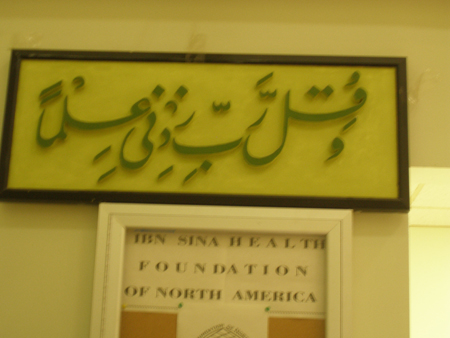 وَقُل رَّبِّ زِدْنِي عِلْمًا
IBN SINA HEALTH
FOUNDATION
OF NORTH AMERICA